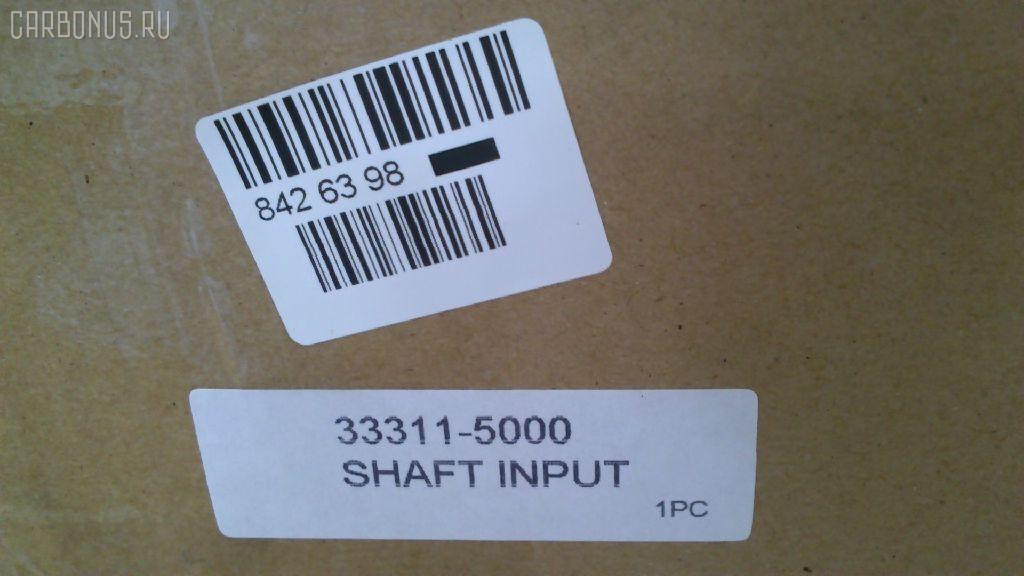 CARBONUS.RU
842 63 98
33311-5000
SHAFT INPUT
1PC